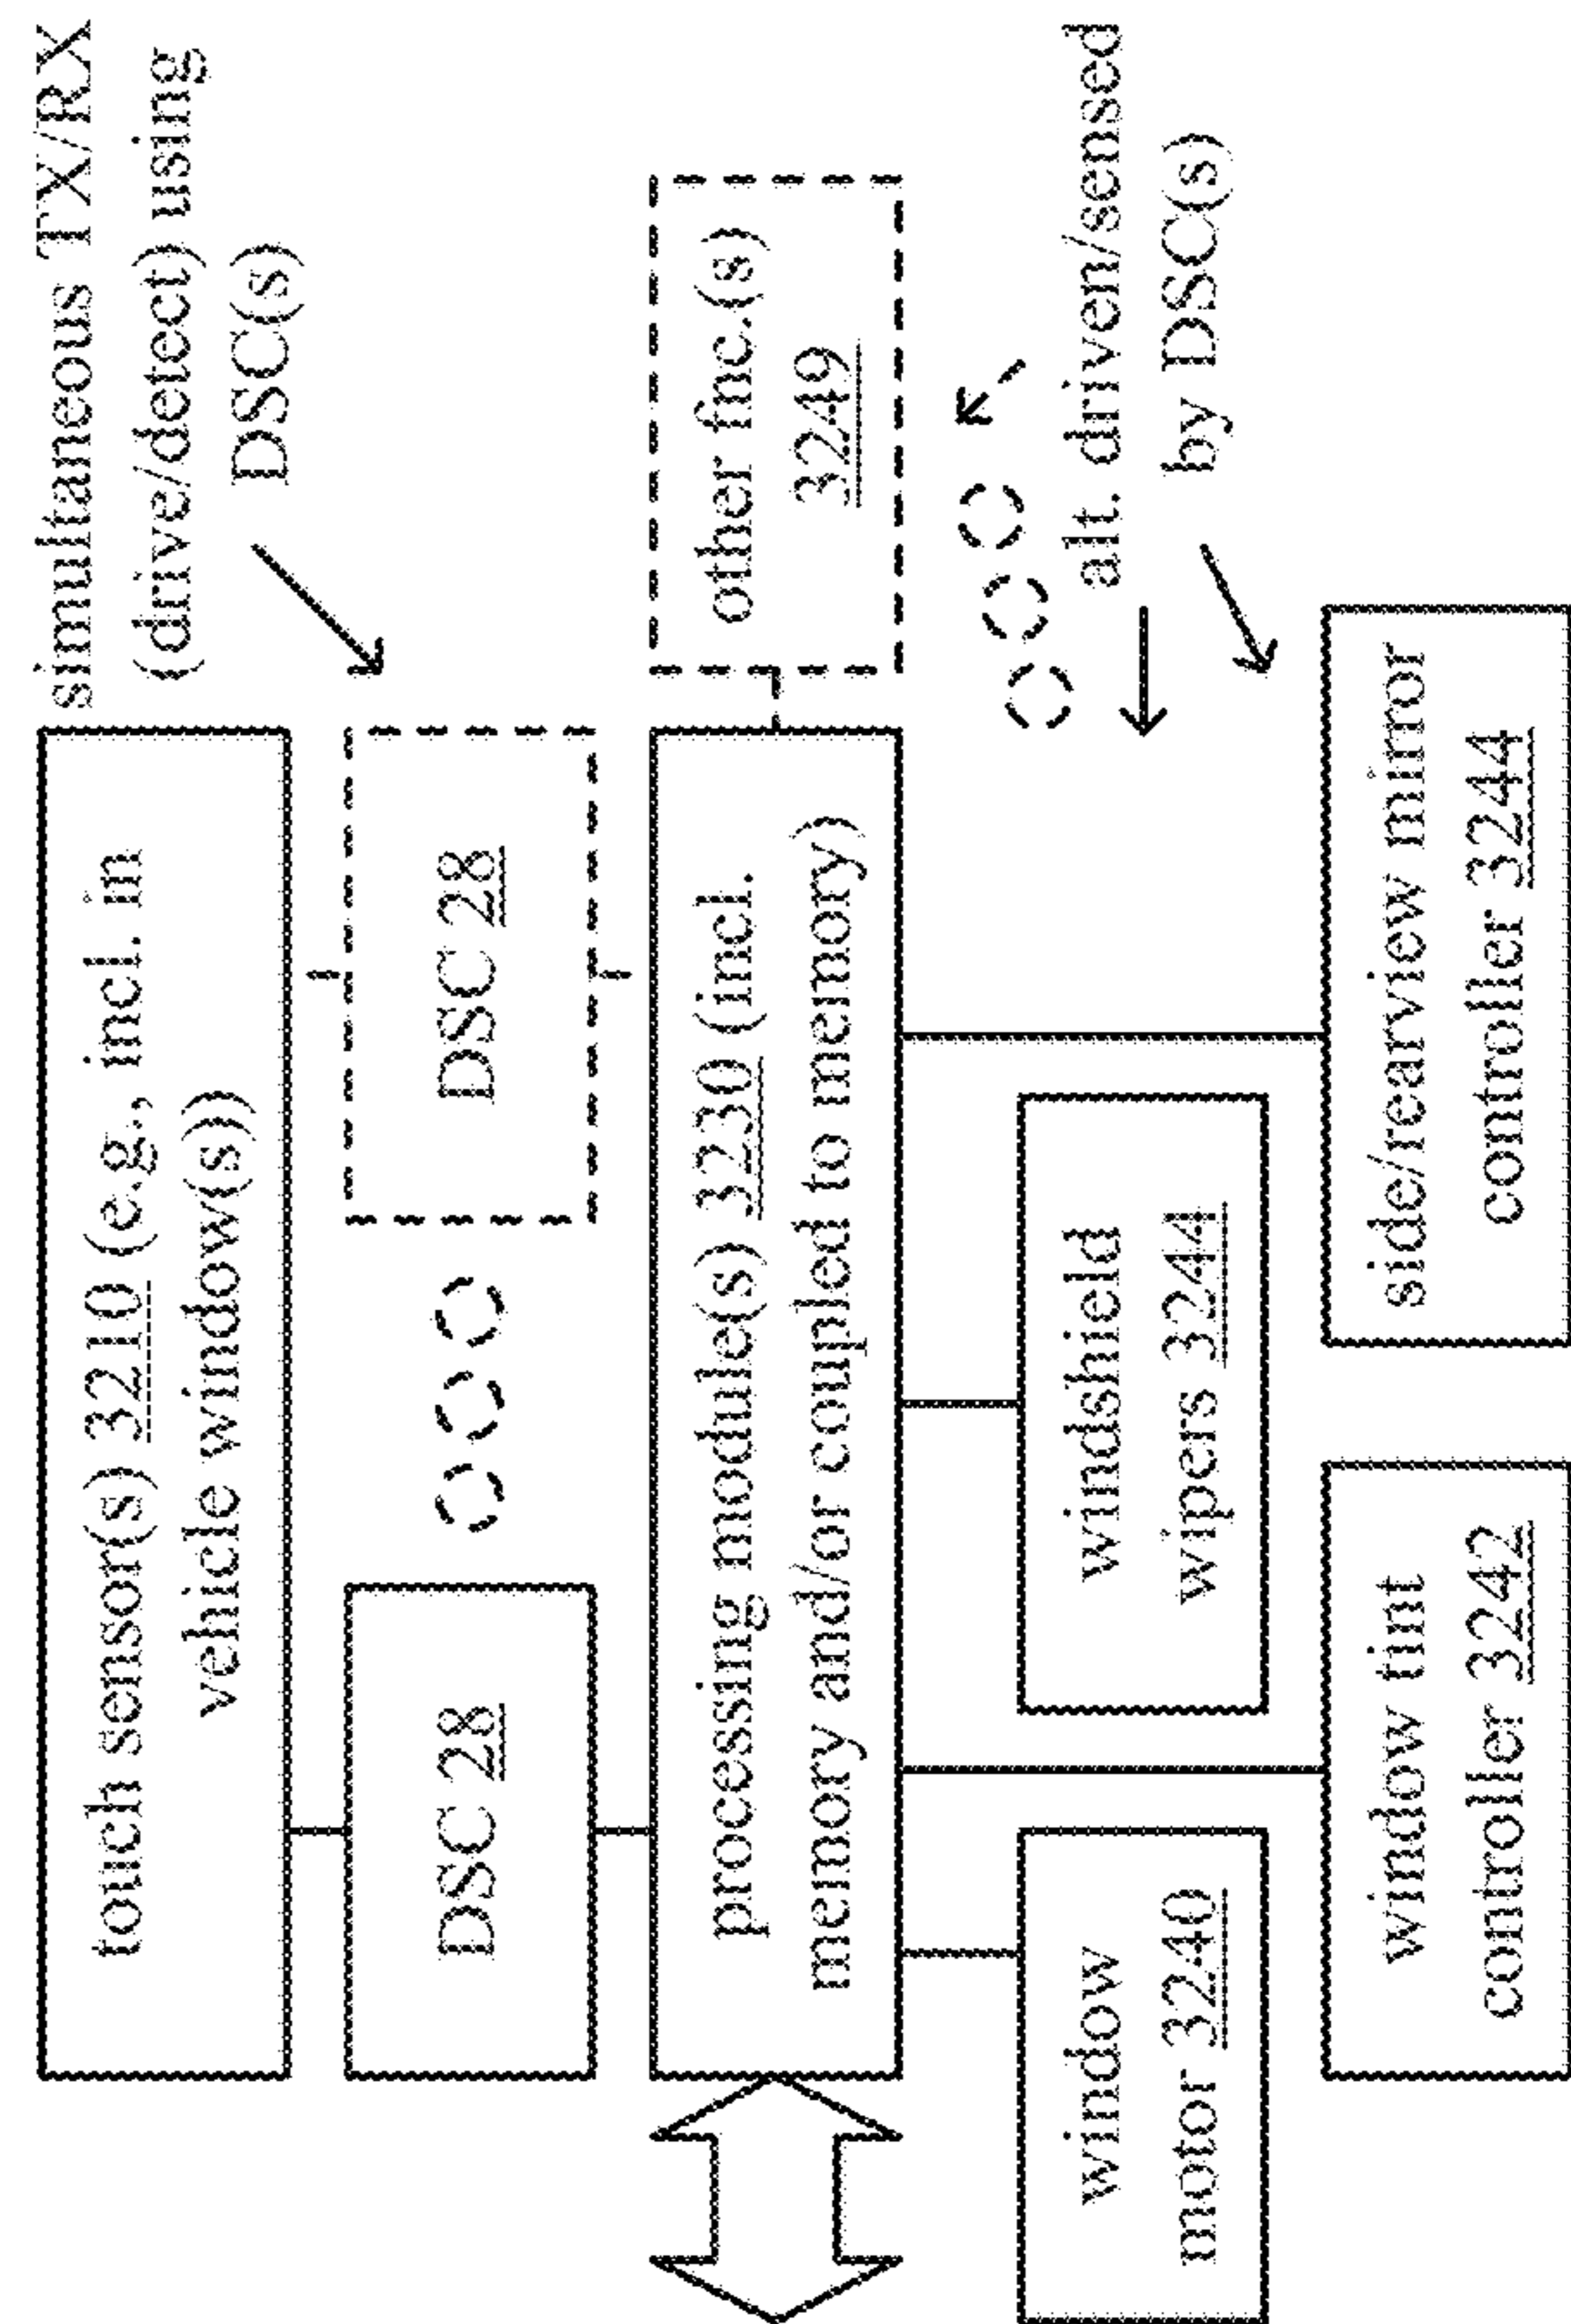 simultaneous TX/RX
(drive/detect) using
DSC(s)
touch sensor(s) 3210 (e.g., incl. in
vehicle window(s))
DSC 28
DSC 28
processing module(s) 3230 (incl.
memory and/or coupled to memory)
other fnc.(s)
3249
alt. driven/sensed
by DSC(s)
window
motor 3240
windshield
wipers 3244
window tint
controller 3242
side/rearview mirror
controller 3244